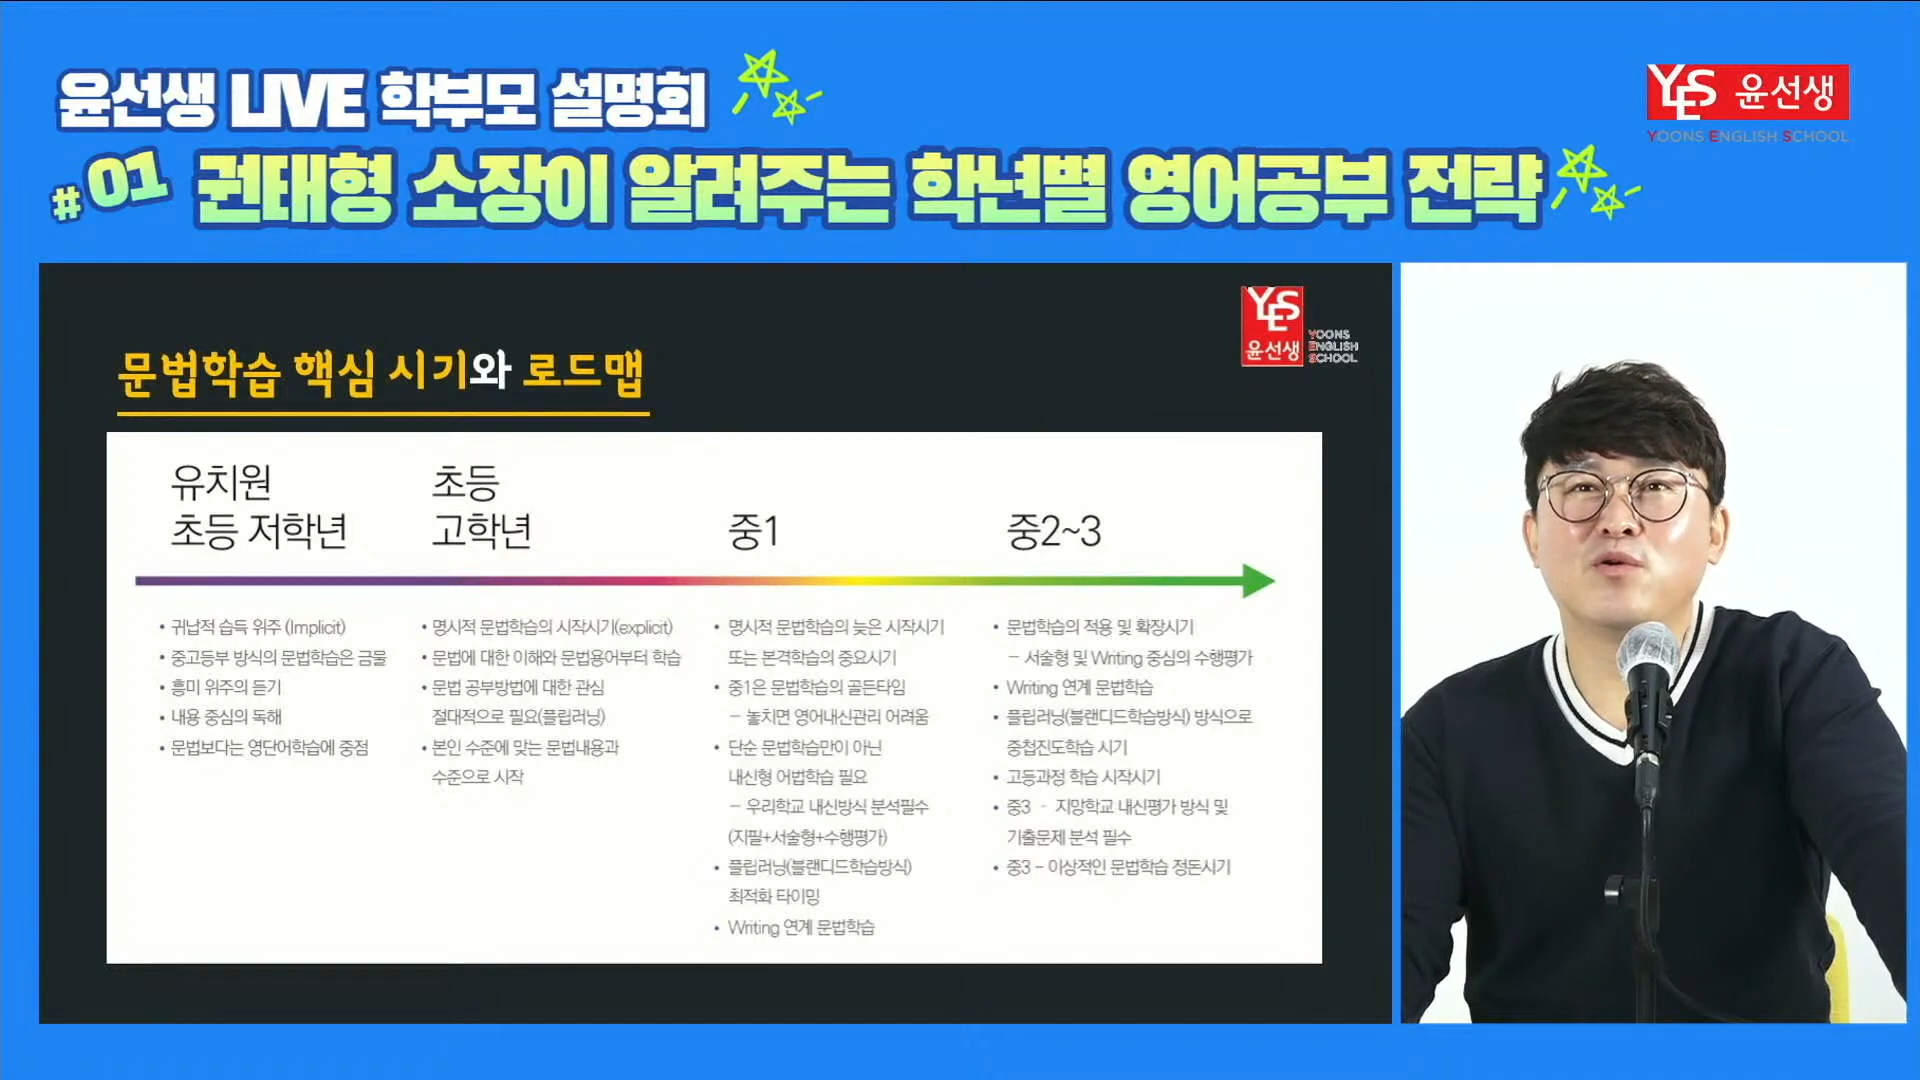 윤선생 LIVE 학부모 설명회
#01 권태형 소장이 알려주는 학년별 영어공부 전략
YES 윤선생
YOONS ENGLISH SCHOOL
YES
윤선생
YOONS
ENGLISH
SCHOOL
문법학습 핵심 시기와 로드맵
유치원
초등 저학년
• 귀납적 습득 위주 (Implicit)
• 중고등부 방식의 문법학습은 금물
• 흥미 위주의 듣기
• 내용 중심의 독해
• 문법보다는 영단어학습에 중점
초등
고학년
• 명시적 문법학습의 시작시기(explicit)
• 문법에 대한 이해와 문법용어부터 학습
• 문법 공부방법에 대한 관심
절대적으로 필요(플립러닝)
• 본인 수준에 맞는 문법내용과
수준으로 시작
중1
• 명시적 문법학습의 늦은 시작시기
또는 본격학습의 중요시기
• 중1은 문법학습의 골든타임
– 놓치면 영어내신관리 어려움
• 단순 문법학습만이 아닌
내신형 어법학습 필요
– 우리학교 내신방식 분석필수
(지필+서술형+수행평가)
• 플립러닝(블랜디드학습방식)
최적화 타이밍
• Writing 연계 문법학습
중2~3
• 문법학습의 적용 및 확장시기
– 서술형 및 Writing 중심의 수행평가
• Writing 연계 문법학습
• 플립러닝(블랜디드학습방식) 방식으로
중첩진도학습 시기
• 고등과정 학습 시작시기
• 중3 - 지망학교 내신평가 방식 및
기출문제 분석 필수
• 중3 – 이상적인 문법학습 정돈시기